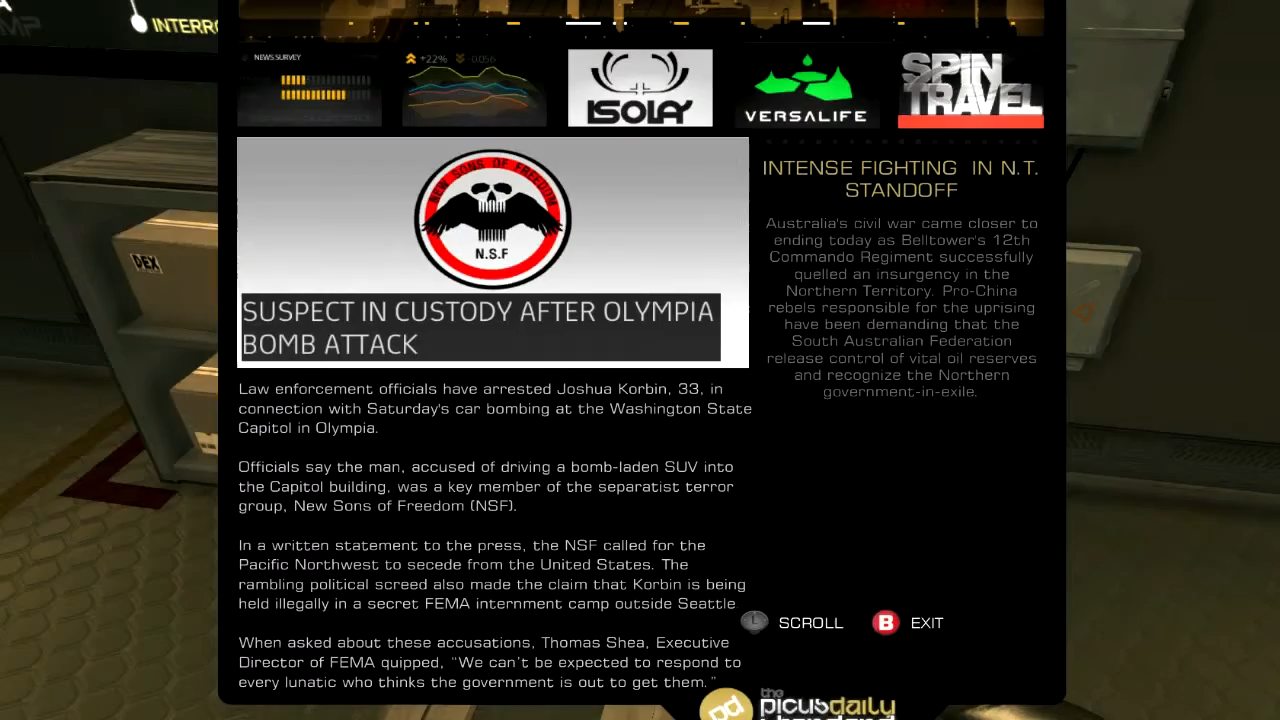 INTERRO
NEWS SURVEY
+22% 0.056
ISOLAY
VERSALIFE
SPIN
TRAVEL
NEW SONS OF FREEDOM
N.S.F
SUSPECT IN CUSTODY AFTER OLYMPIA
BOMB ATTACK
Law enforcement officials have arrested Joshua Korbin, 33, in
connection with Saturday's car bombing at the Washington State
Capitol in Olympia.
Officials say the man, accused of driving a bomb-laden SUV into
the Capitol building, was a key member of the separatist terror
group, New Sons of Freedom (NSF).
In a written statement to the press, the NSF called for the
Pacific Northwest to secede from the United States. The
rambling political screed also made the claim that Korbin is being
held illegally in a secret FEMA internment camp outside Seattle
When asked about these accusations, Thomas Shea, Executive
Director of FEMA quipped, “We can't be expected to respond to
every lunatic who thinks the government is out to get them.”
INTENSE FIGHTING IN N.T.
STANDOFF
Australia's civil war came closer to
ending today as Belltower's 12th
Commando Regiment successfully
quelled an insurgency in the
Northern Territory. Pro-China
rebels responsible for the uprising
have been demanding that the
South Australian Federation
release control of vital oil reserves
and recognize the Northern
government-in-exile.
DEX
L SCROLL B EXIT
pd the
picusdaily